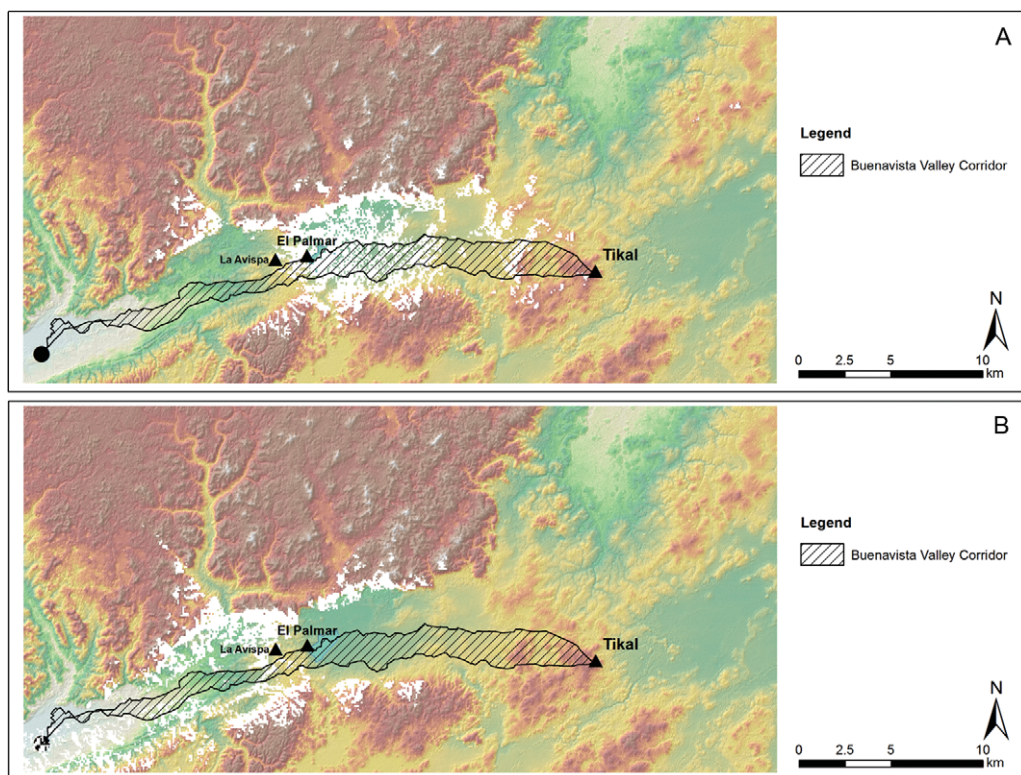 A
Legend
Buenavista Valley Corridor
El Palmar
La Avispa
Tikal
N
0 2.5 5 10
km
B
Legend
Buenavista Valley Corridor
El Palmar
La Avispa
Tikal
N
0 2.5 5 10
km